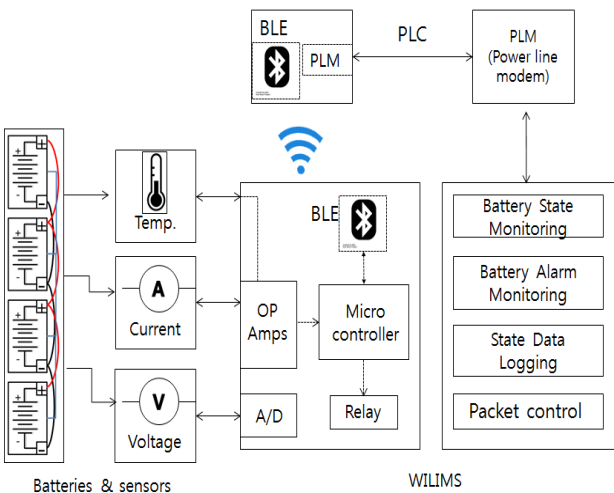 BLE
PLM
PLC
PLM
(Power line
modem)
Temp.
A
Current
V
Voltage
BLE
OP
Amps
Micro
controller
A/D
Relay
Battery State
Monitoring
Battery Alarm
Monitoring
State Data
Logging
Packet control
Batteries & sensors
WILIMS